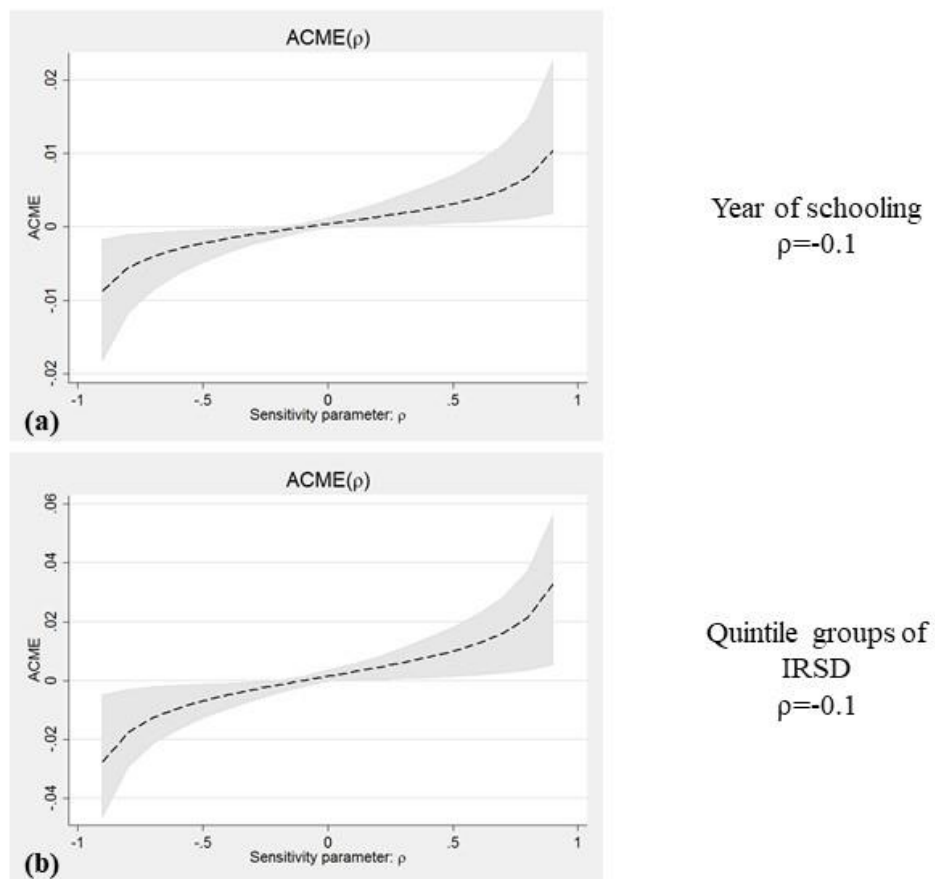 ACME(ρ)
ACME
.02
.01
0
-.01
-.02
-1
-.5
0
.5
1
Sensitivity parameter: ρ
(a)
Year of schooling
ρ=-0.1
ACME(ρ)
ACME
.06
.04
.02
0
-.02
-.04
-1
-.5
0
.5
1
Sensitivity parameter: ρ
(b)
Quintile groups of
IRSD
ρ=-0.1